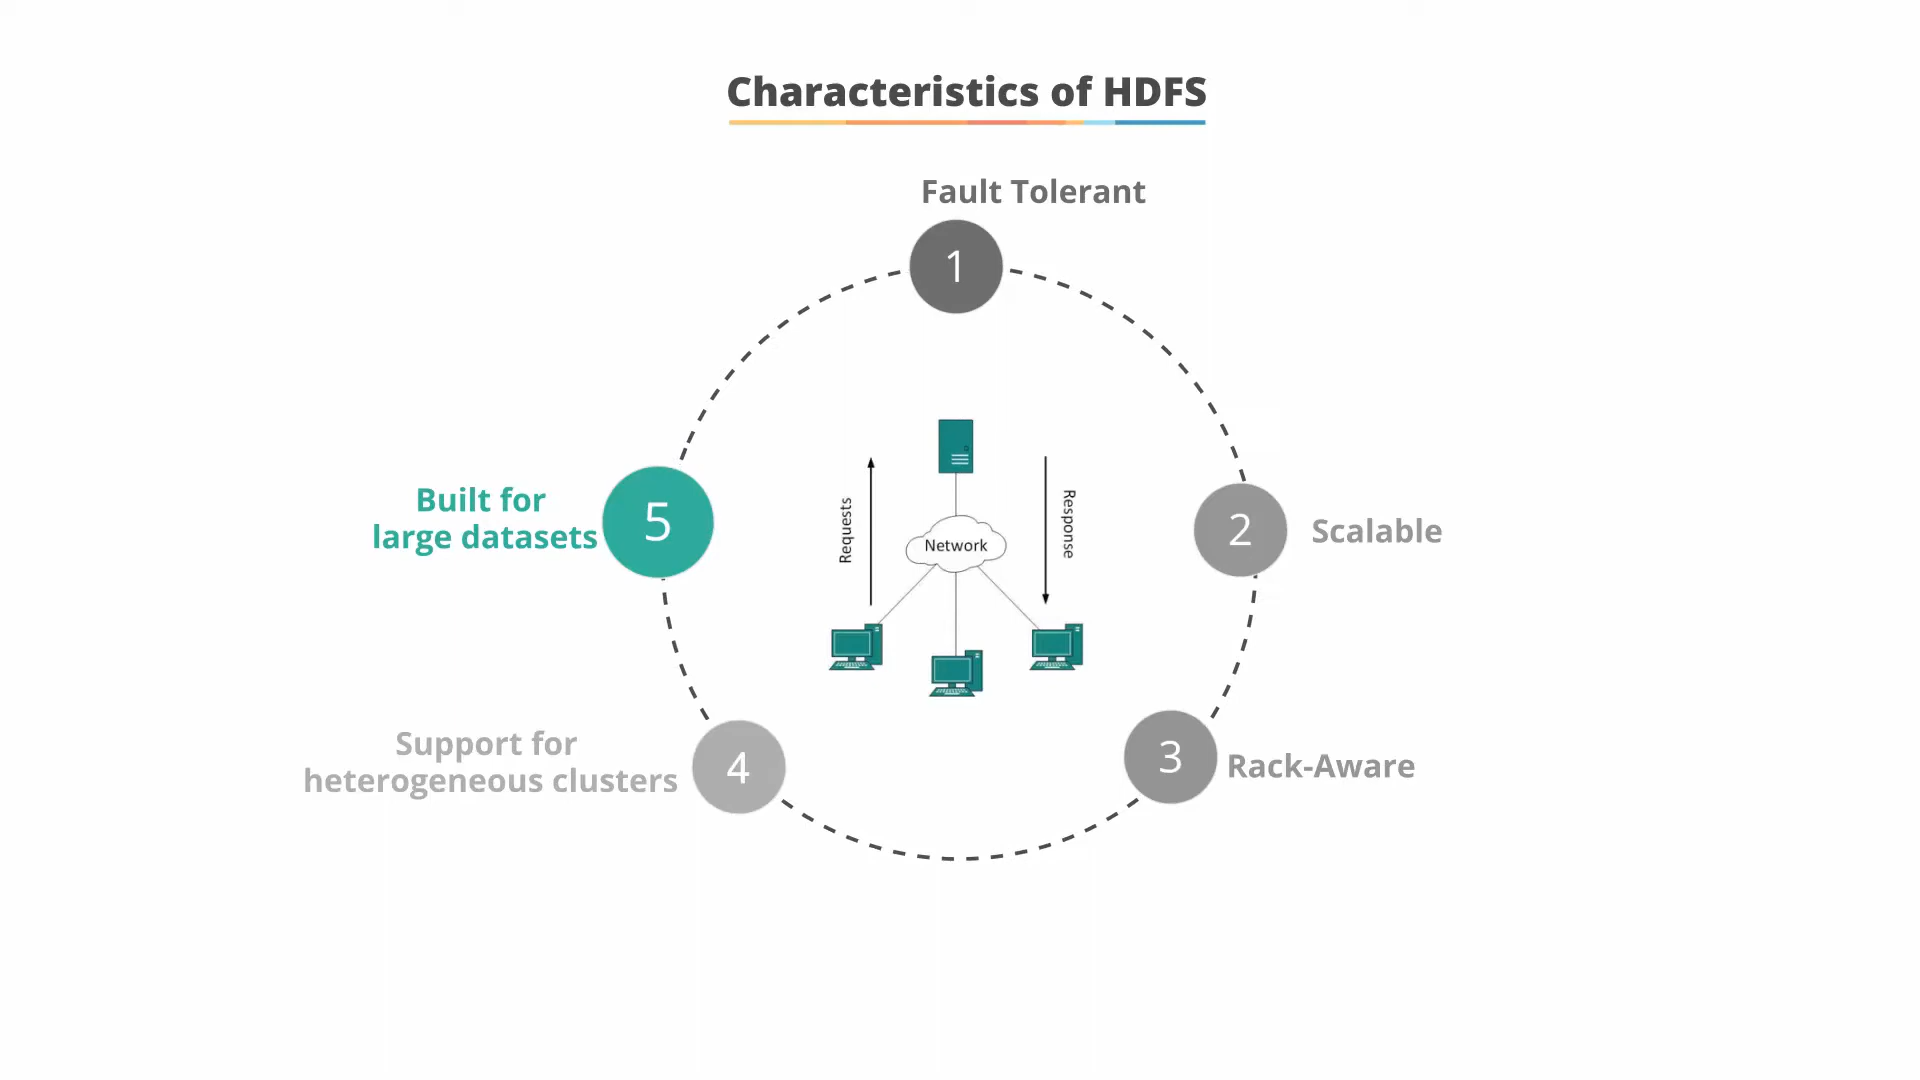 Characteristics of HDFS
Fault Tolerant
1
2
Scalable
3
Rack-Aware
4
Support for
heterogeneous clusters
5
Built for
large datasets
Requests
Network
Response